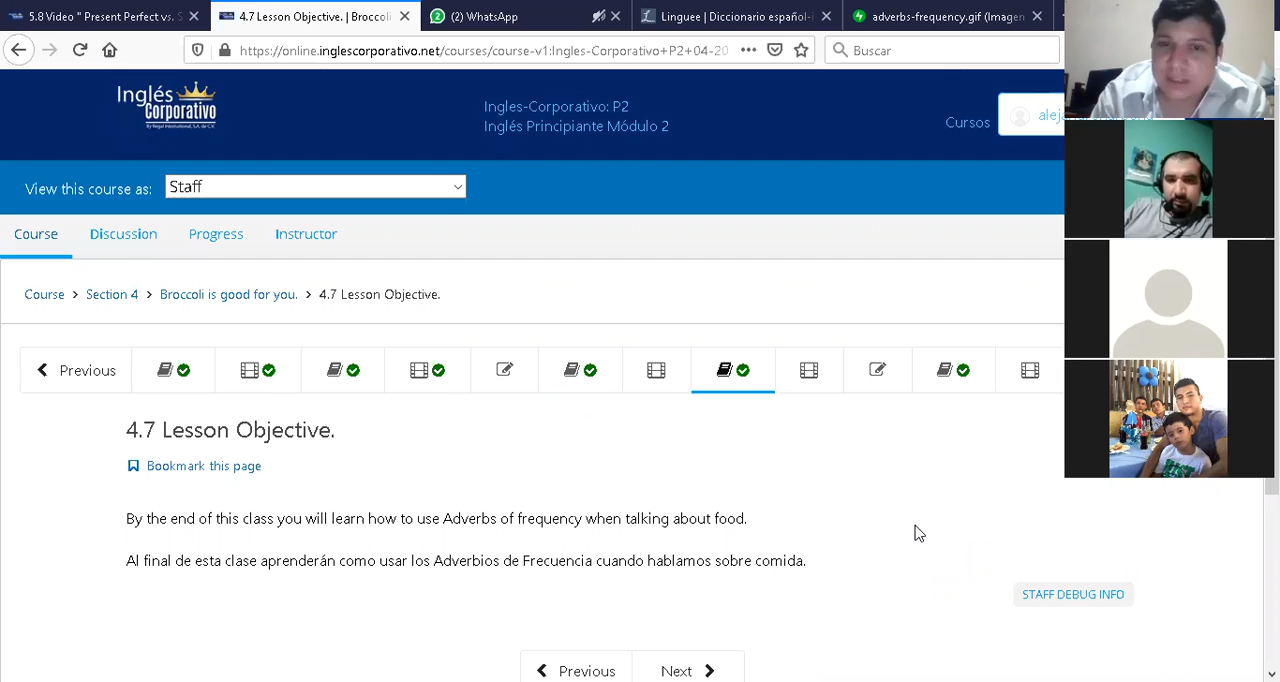 5.8 Video " Present Perfect vs. S
4.7 Lesson Objective. | Broccoli
(2) WhatsApp
Linguee | Diccionario español-i
adverbs-frequency.gif (Imagen
https://online.inglescorporativo.net/courses/course-v1:Ingles-Corporativo+P2+04-20
Buscar
Inglés
Corporativo
Ingles-Corporativo: P2
Inglés Principiante Módulo 2
Cursos
View this course as:
Staff
Course
Discussion
Progress
Instructor
Course > Section 4 > Broccoli is good for you. > 4.7 Lesson Objective.
Previous
4.7 Lesson Objective.
Bookmark this page
By the end of this class you will learn how to use Adverbs of frequency when talking about food.
Al final de esta clase aprenderán como usar los Adverbios de Frecuencia cuando hablamos sobre comida.
STAFF DEBUG INFO
Previous
Next